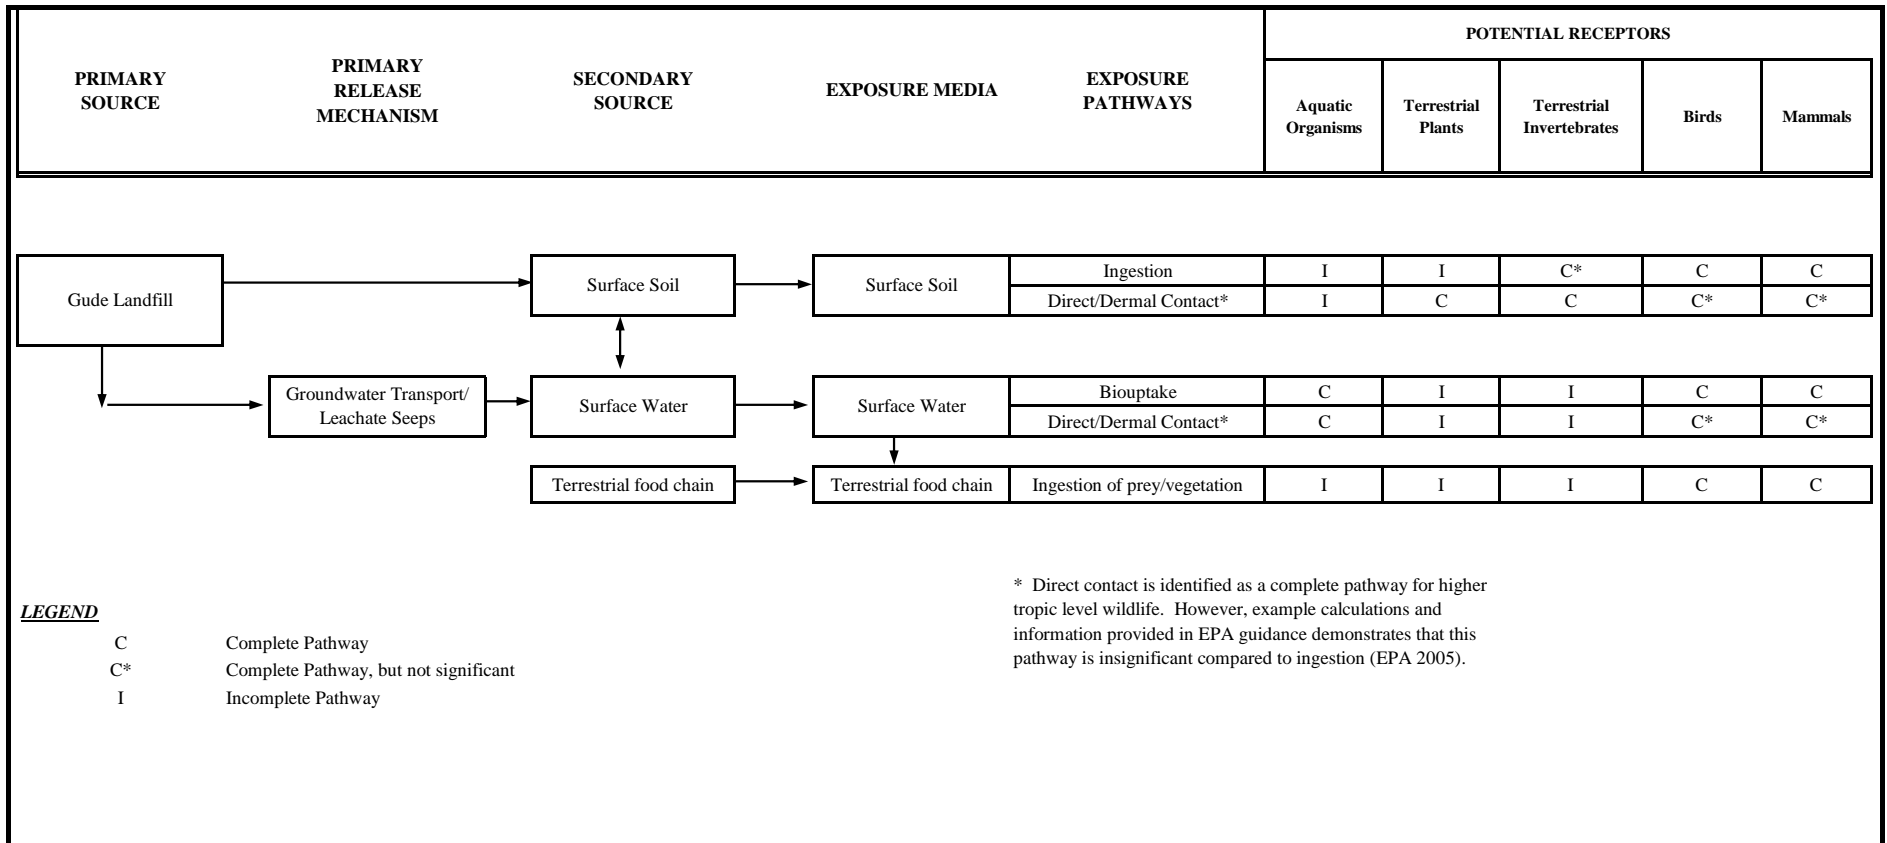 POTENTIAL RECEPTORS
PRIMARY
SOURCE
PRIMARY
RELEASE
MECHANISM
SECONDARY
SOURCE
EXPOSURE MEDIA
EXPOSURE
PATHWAYS
Aquatic
Organisms
Terrestrial
Plants
Terrestrial
Invertebrates
Birds
Mammals
Gude Landfill
Surface Soil
Surface Soil
Ingestion I I C* C C
Direct/Dermal Contact* I C C C* C*
Groundwater Transport/
Leachate Seeps
Surface Water
Surface Water
Biouptake C I I C C
Direct/Dermal Contact* C I I C* C*
Terrestrial food chain
Terrestrial food chain
Ingestion of prey/vegetation I I I C C
* Direct contact is identified as a complete pathway for higher
tropic level wildlife. However, example calculations and
information provided in EPA guidance demonstrates that this
pathway is insignificant compared to ingestion (EPA 2005).
LEGEND
C Complete Pathway
C* Complete Pathway, but not significant
I Incomplete Pathway